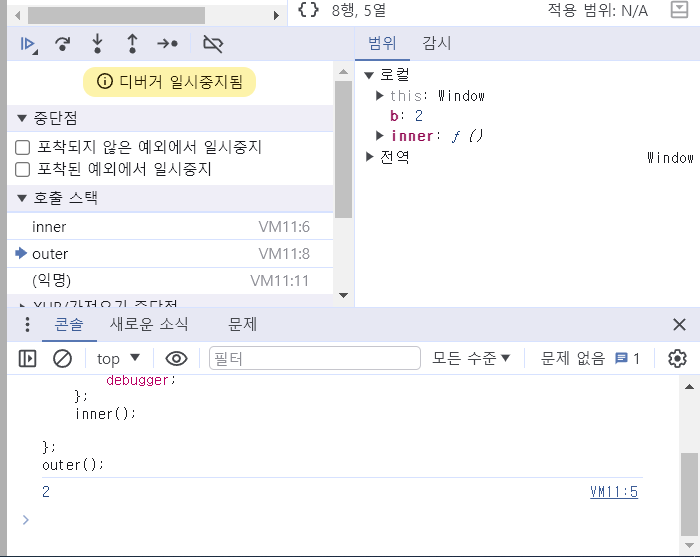 {} 8행, 5열 적용 범위: N/A
디버거 일시중지됨
중단점
포착되지 않은 예외에서 일시중지
포착된 예외에서 일시중지
호출 스택
inner VM11:6
outer VM11:8
(익명) VM11:11
XHR/가져오기 중단점
범위 감시
로컬
this: Window
b: 2
inner: ƒ ()
전역 Window
콘솔 새로운 소식 문제
top 필터 모든 수준 문제 없음 1
debugger;
};
inner();
};
outer();
2 VM11:5